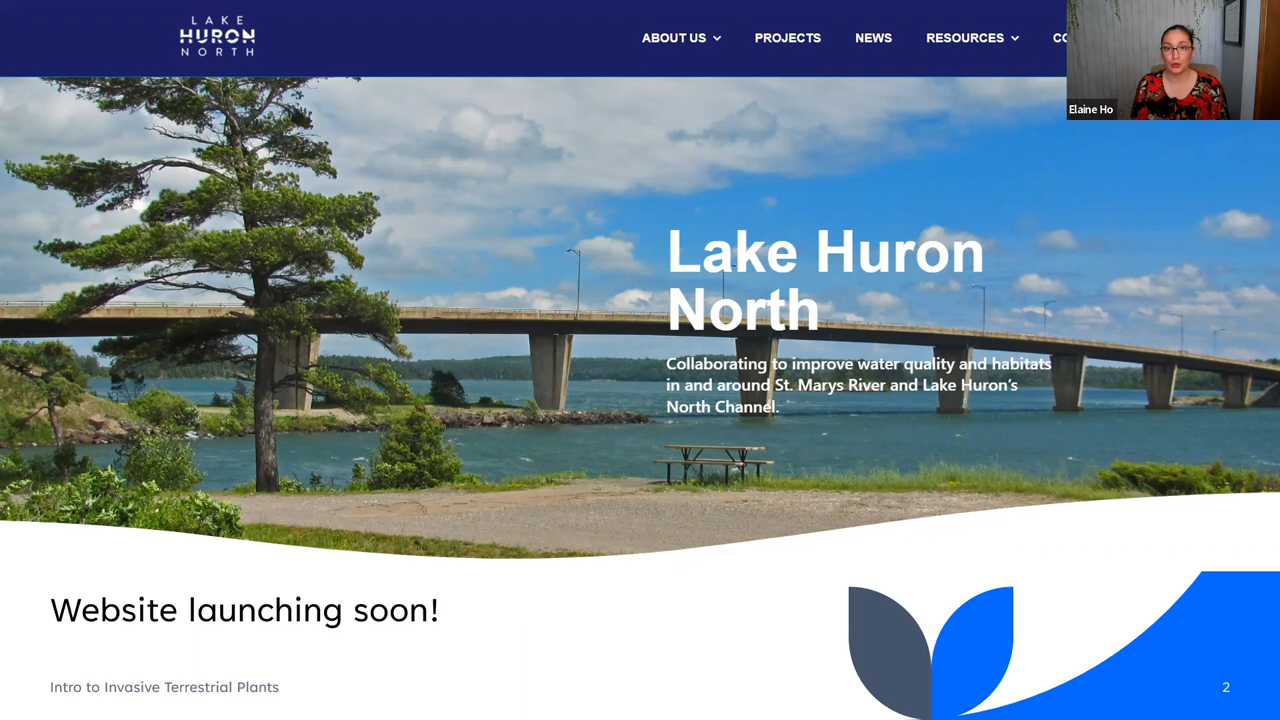 LAKE
HURON
NORTH
ABOUT US
PROJECTS
NEWS
RESOURCES
Elaine Ho
Lake Huron
North
Collaborating to improve water quality and habitats
in and around St. Marys River and Lake Huron's
North Channel.
Website launching soon!
Intro to Invasive Terrestrial Plants
2